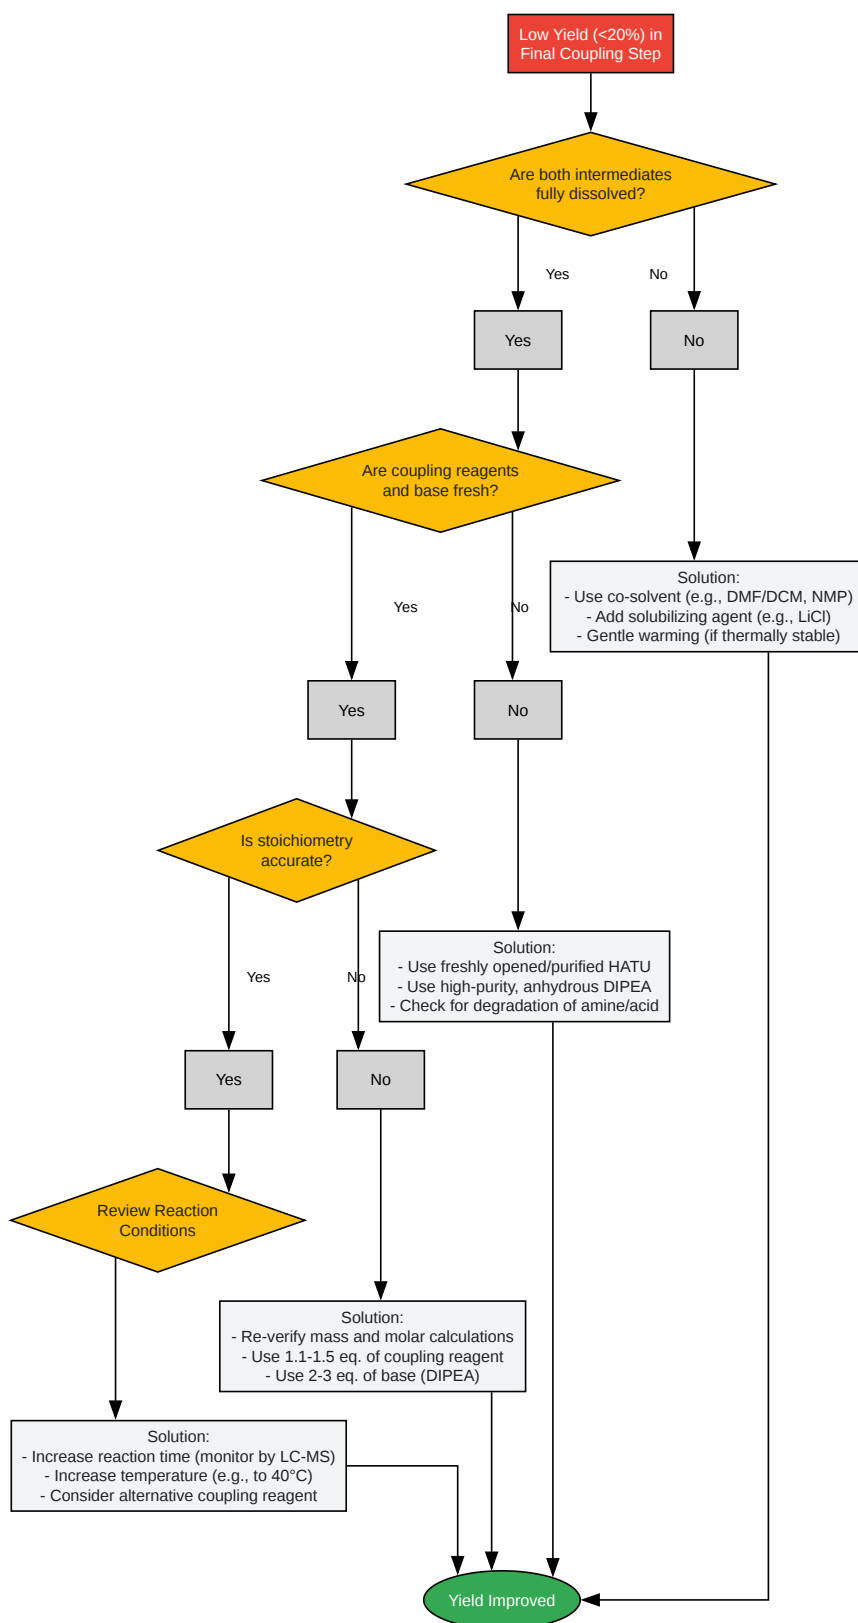 Low Yield (<20%) in
Final Coupling Step
Are both intermediates
fully dissolved?
Yes
No
Yes
No
Are coupling reagents
and base fresh?
Solution:
- Use co-solvent (e.g., DMF/DCM, NMP)
- Add solubilizing agent (e.g., LiCl)
- Gentle warming (if thermally stable)
Yes
No
Yes
No
Is stoichiometry
accurate?
Solution:
- Use freshly opened/purified HATU
- Use high-purity, anhydrous DIPEA
- Check for degradation of amine/acid
Yes
No
Yes
No
Review Reaction
Conditions
Solution:
- Re-verify mass and molar calculations
- Use 1.1-1.5 eq. of coupling reagent
- Use 2-3 eq. of base (DIPEA)
Solution:
- Increase reaction time (monitor by LC-MS)
- Increase temperature (e.g., to 40°C)
- Consider alternative coupling reagent
Yield Improved